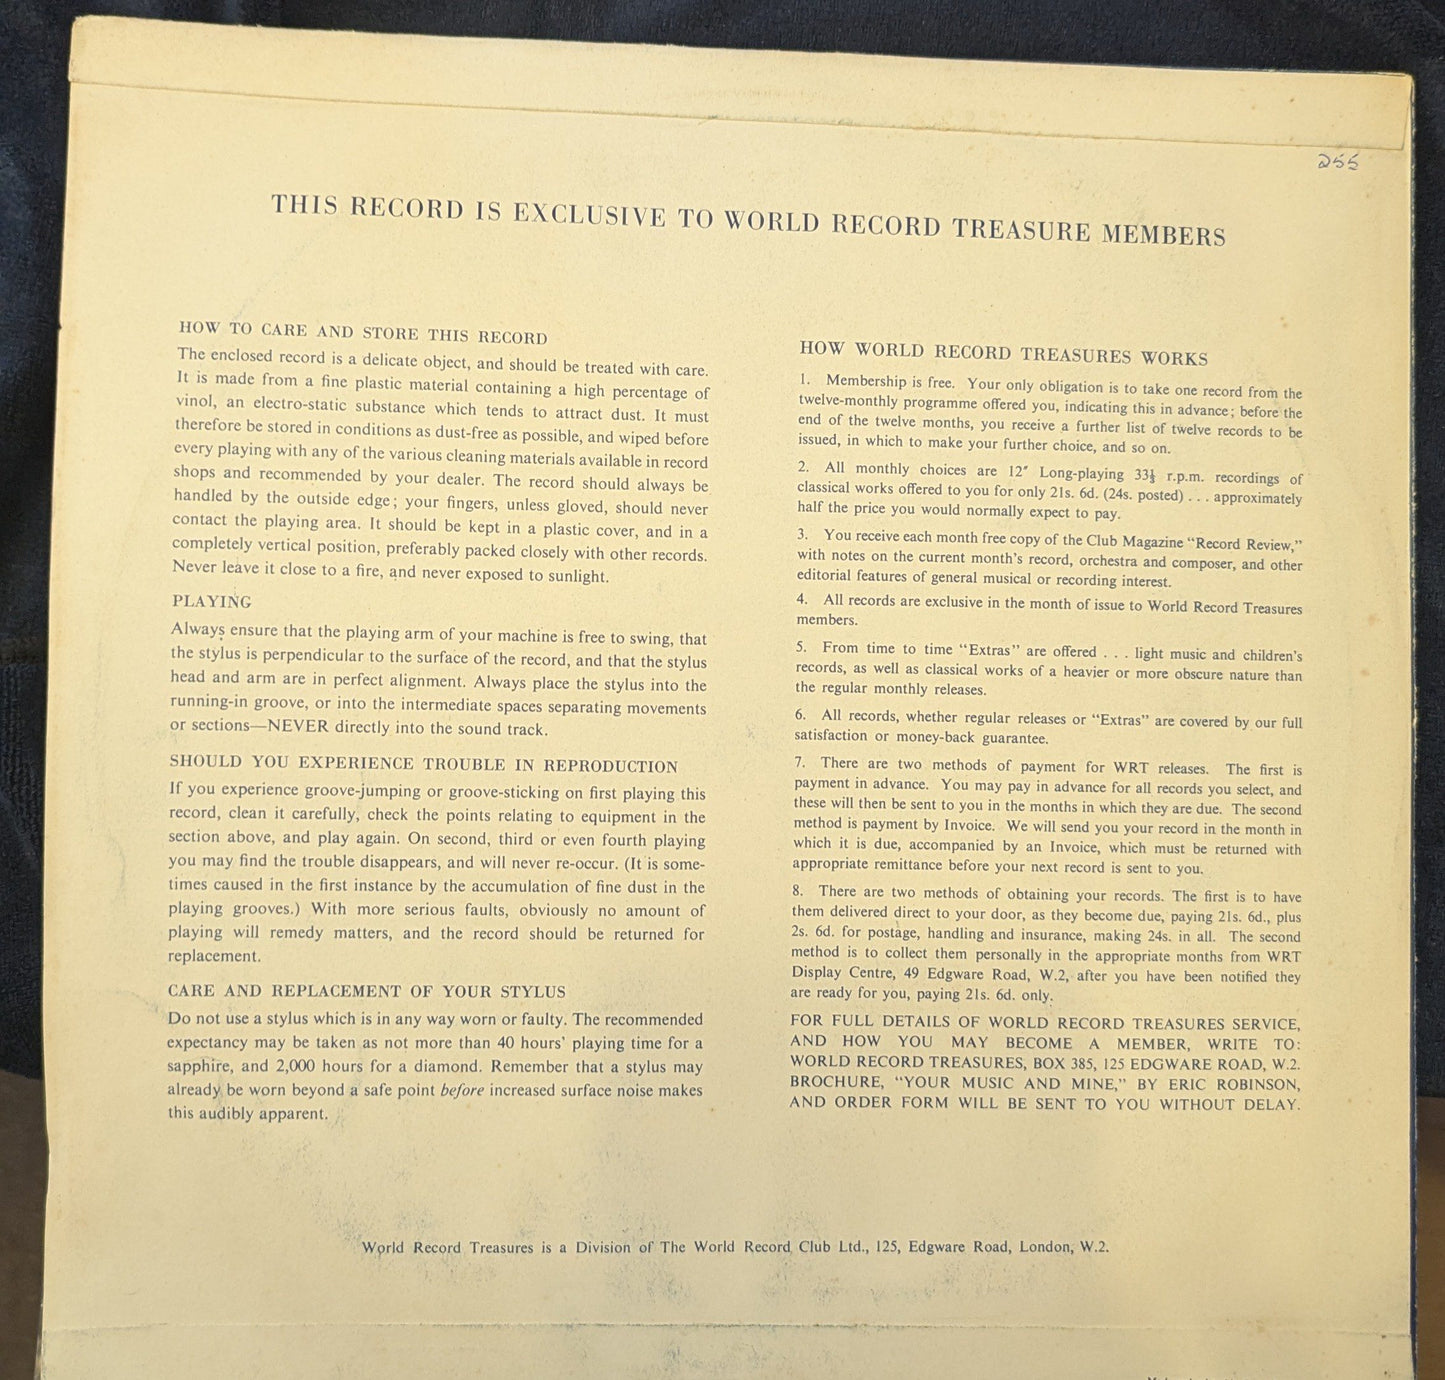 255
THIS RECORD IS EXCLUSIVE TO WORLD RECORD TREASURE MEMBERS
HOW TO CARE AND STORE THIS RECORD
The enclosed record is a delicate object, and should be treated with care.
It is made from a fine plastic material containing a high percentage of
vinol, an electro-static substance which tends to attract dust. It must
therefore be stored in conditions as dust-free as possible, and wiped before
every playing with any of the various cleaning materials available in record
shops and recommended by your dealer. The record should always be
handled by the outside edge; your fingers, unless gloved, should never
contact the playing area. It should be kept in a plastic cover, and in a
completely vertical position, preferably packed closely with other records.
Never leave it close to a fire, and never exposed to sunlight.
PLAYING
Always ensure that the playing arm of your machine is free to swing, that
the stylus is perpendicular to the surface of the record, and that the stylus
head and arm are in perfect alignment. Always place the stylus into the
running-in groove, or into the intermediate spaces separating movements
or sections—NEVER directly into the sound track.
SHOULD YOU EXPERIENCE TROUBLE IN REPRODUCTION
If you experience groove-jumping or groove-sticking on first playing this
record, clean it carefully, check the points relating to equipment in the
section above, and play again. On second, third or even fourth playing
you may find the trouble disappears, and will never re-occur. (It is some-
times caused in the first instance by the accumulation of fine dust in the
playing grooves.) With more serious faults, obviously no amount of
playing will remedy matters, and the record should be returned for
replacement.
CARE AND REPLACEMENT OF YOUR STYLUS
Do not use a stylus which is in any way worn or faulty. The recommended
expectancy may be taken as not more than 40 hours' playing time for a
sapphire, and 2,000 hours for a diamond. Remember that a stylus may
already be worn beyond a safe point before increased surface noise makes
this audibly apparent.
HOW WORLD RECORD TREASURES WORKS
1. Membership is free. Your only obligation is to take one record from the
twelve-monthly programme offered you, indicating this in advance; before the
end of the twelve months, you receive a further list of twelve records to be
issued, in which to make your further choice, and so on.
2. All monthly choices are 12″ Long-playing 33⅓ r.p.m. recordings of
classical works offered to you for only 21s. 6d. (24s. posted) . . . approximately
half the price you would normally expect to pay.
3. You receive each month free copy of the Club Magazine "Record Review,"
with notes on the current month's record, orchestra and composer, and other
editorial features of general musical or recording interest.
4. All records are exclusive in the month of issue to World Record Treasures
members.
5. From time to time "Extras" are offered . . . light music and children's
records, as well as classical works of a heavier or more obscure nature than
the regular monthly releases.
6. All records, whether regular releases or "Extras" are covered by our full
satisfaction or money-back guarantee.
7. There are two methods of payment for WRT releases. The first is
payment in advance. You may pay in advance for all records you select, and
these will then be sent to you in the months in which they are due. The second
method is payment by Invoice. We will send you your record in the month in
which it is due, accompanied by an Invoice, which must be returned with
appropriate remittance before your next record is sent to you.
8. There are two methods of obtaining your records. The first is to have
them delivered direct to your door, as they become due, paying 21s. 6d., plus
2s. 6d. for postage, handling and insurance, making 24s. in all. The second
method is to collect them personally in the appropriate months from WRT
Display Centre, 49 Edgware Road, W.2, after you have been notified they
are ready for you, paying 21s. 6d. only.
FOR FULL DETAILS OF WORLD RECORD TREASURES SERVICE,
AND HOW YOU MAY BECOME A MEMBER, WRITE TO:
WORLD RECORD TREASURES, BOX 385, 125 EDGWARE ROAD, W.2.
BROCHURE, "YOUR MUSIC AND MINE," BY ERIC ROBINSON,
AND ORDER FORM WILL BE SENT TO YOU WITHOUT DELAY.
World Record Treasures is a Division of The World Record Club Ltd., 125, Edgware Road, London, W.2.